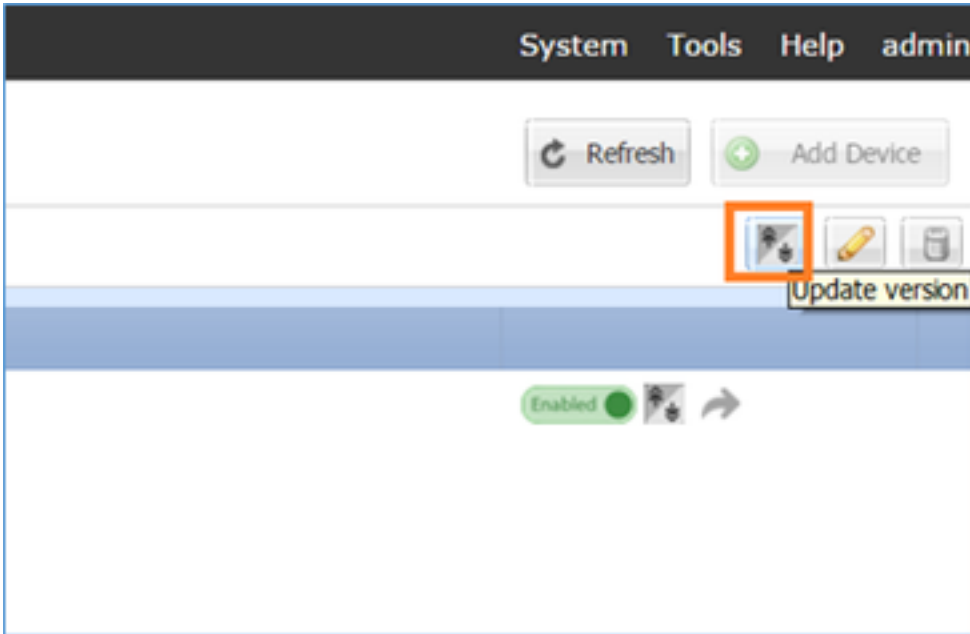 System Tools Help admin
Refresh Add Device
Update version
Enabled